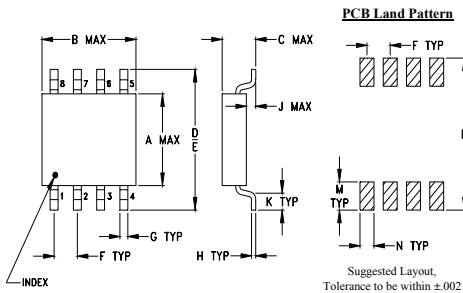 PCB Land Pattern
B MAX
C MAX
F TYP
8 7 6 5
J MAX
A MAX
D
E
1 2 3 4
K TYP
M
TYP
G TYP
F TYP
H TYP
N TYP
INDEX
Suggested Layout,
Tolerance to be within ±.002